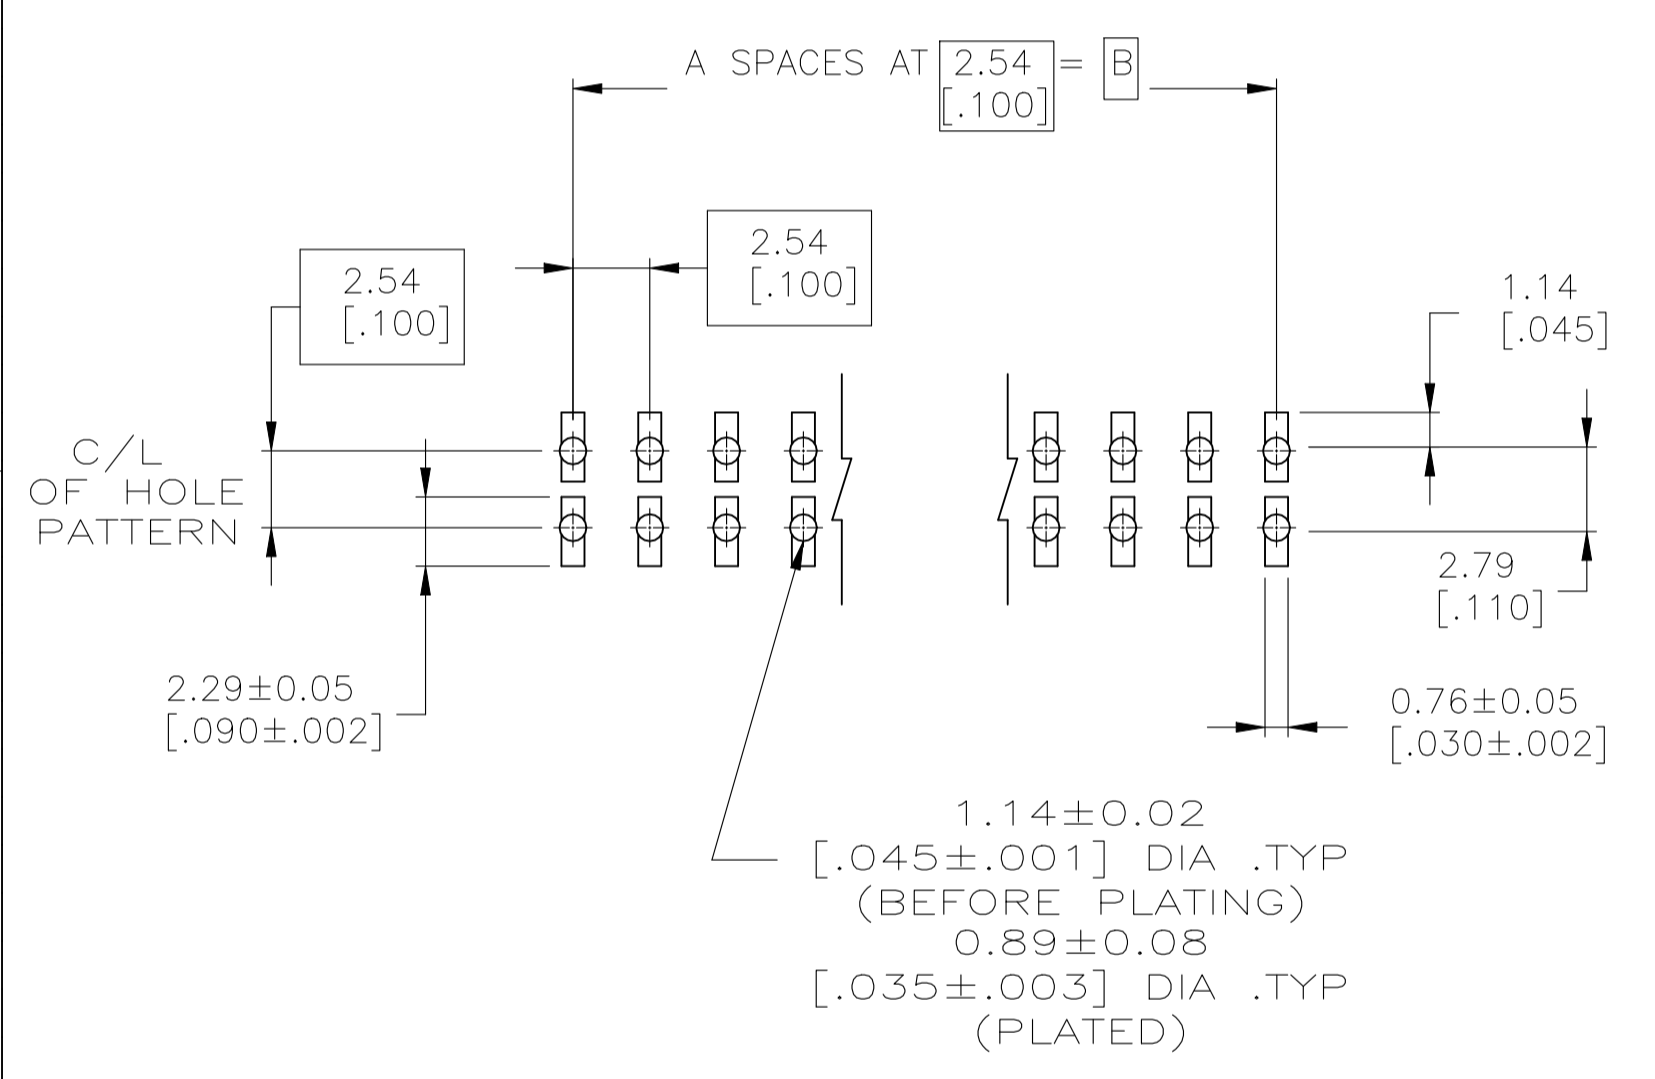 A SPACES AT 2.54 = B
[.100]
2.54
[.100]
2.54
[.100]
1.14
[.045]
C/L
OF HOLE
PATTERN
2.79
[.110]
2.29±0.05
[.090±.002]
0.76±0.05
[.030±.002]
1.14±0.02
[.045±.001] DIA .TYP
(BEFORE PLATING)
0.89±0.08
[.035±.003] DIA .TYP
(PLATED)